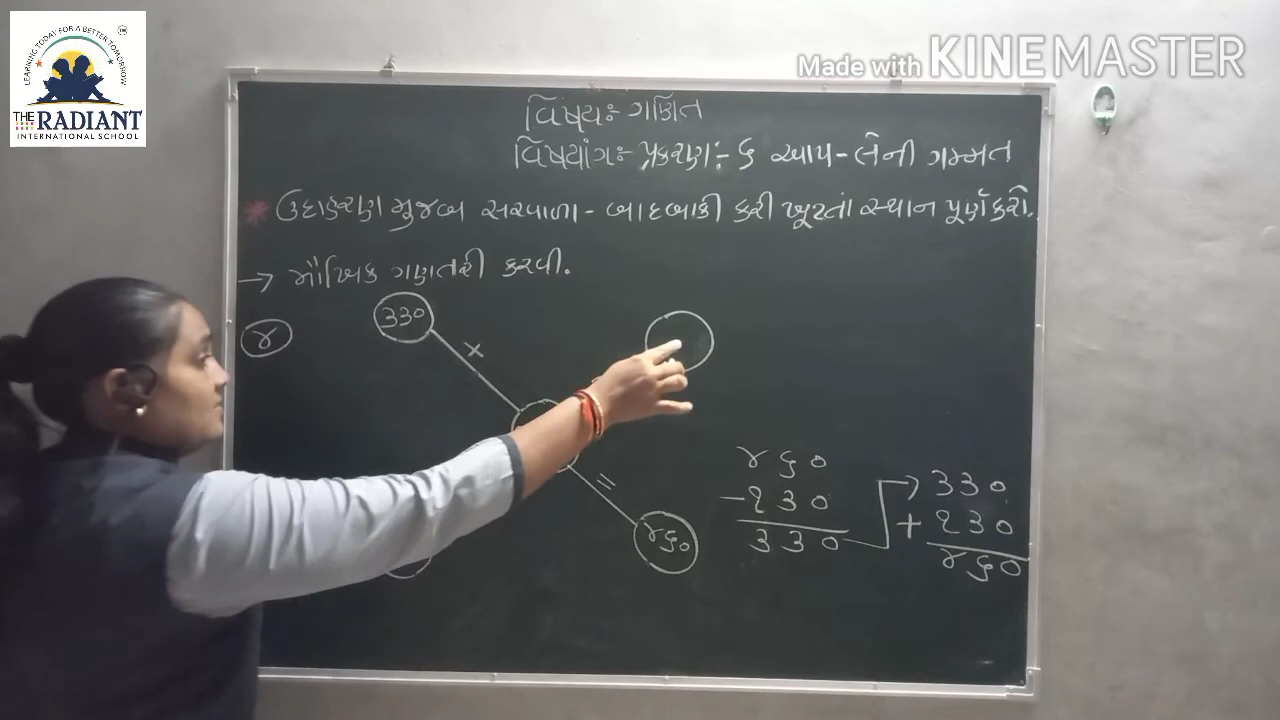 LEARNING TODAY FOR A BETTER TOMORROW
TM
THE RADIANT
INTERNATIONAL SCHOOL
Made with KINEMASTER
વિષયઃ ગણિત
વિષયાંગઃ- પ્રકરણ:- ૬ આપ-લેની ગમ્મત
* ઉદાહરણ મુજબ સરવાળા - બાદબાકી કરી ખૂટતાં સ્થાન પૂર્ણ કરો.
→ મૌખિક ગણતરી કરવી.
૪
૩૩૦
+
=
૪૬૦
૪૬૦
-૧૩૦
૩૩૦
→ ૩૩૦
+ ૧૩૦
૪૬૦